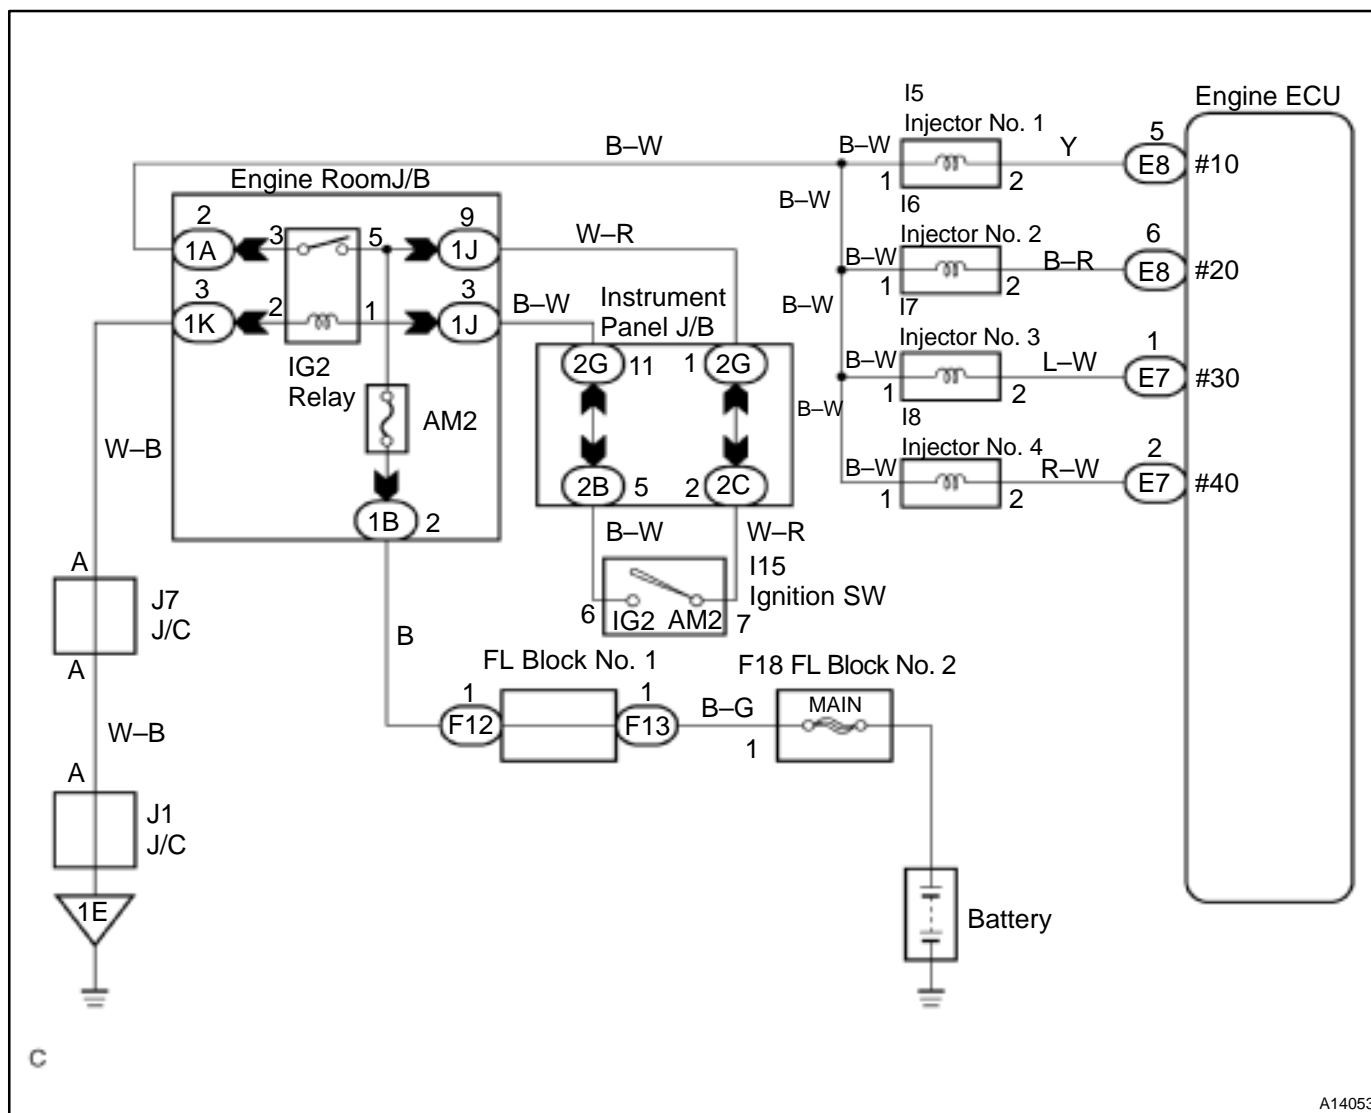 I5
Injector No. 1
Engine ECU
B–W
B–W
Y
5
E8
#10
1
2
Engine RoomJ/B
B–W
I6
2
1A
3
5
9
1J
W–R
Injector No. 2
B–W
B–R
6
E8
#20
1
2
3
1K
2
1
3
1J
B–W
Instrument
Panel J/B
B–W
I7
Injector No. 3
IG2
Relay
2G
11
1
2G
B–W
L–W
1
E7
#30
1
2
AM2
B–W
I8
W–B
Injector No. 4
2B
5
2
2C
B–W
R–W
2
E7
#40
1
2
1B
2
B–W
W–R
A
J7
J/C
I15
Ignition SW
6
IG2
AM2
7
A
B
FL Block No. 1
F18 FL Block No. 2
1
F12
1
F13
B–G
MAIN
1
W–B
A
J1
J/C
1E
Battery
C
A14053